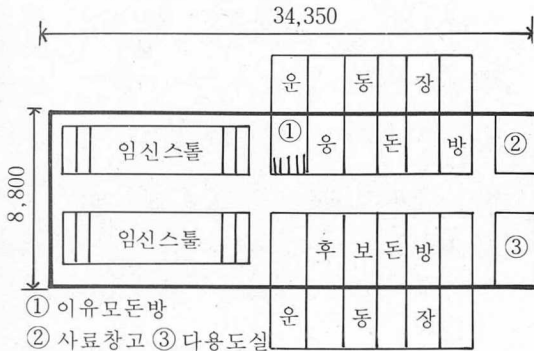 34,350
운 동 장
8,800
임신스톨
① 웅 돈 방
②
임신스톨
후 보 돈 방
③
운 동 장
① 이유모돈방
② 사료창고 ③ 다용도실